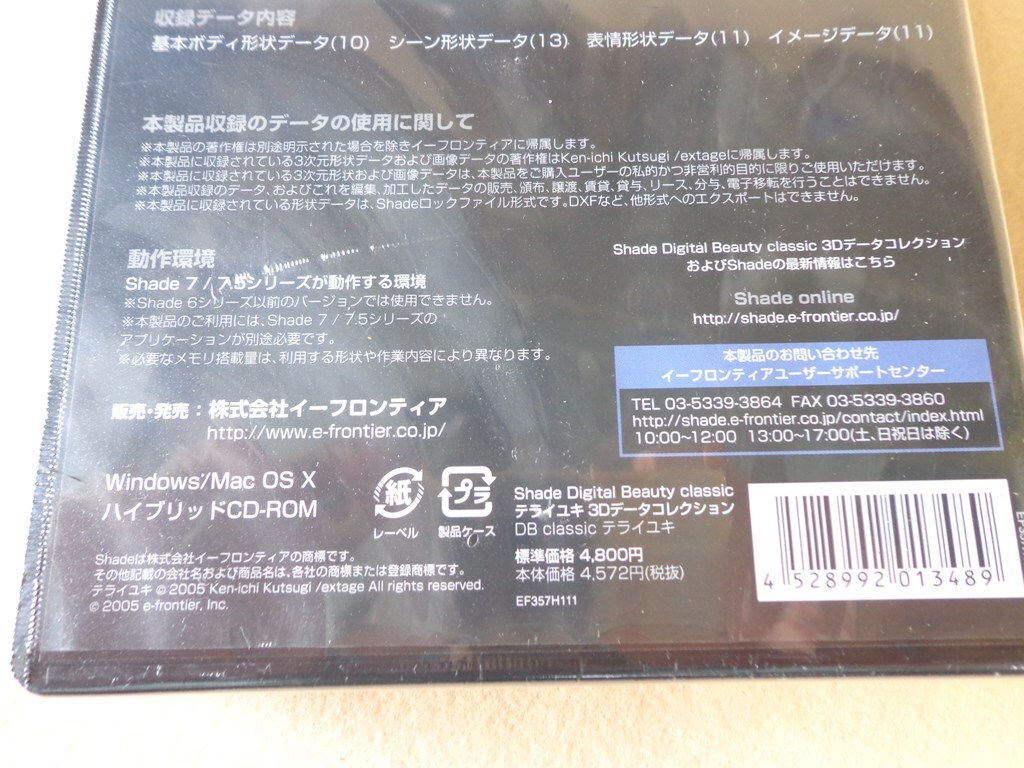 収録データ内容
基本ボディ形状データ(10) シーン形状データ(13) 表情形状データ(11) イメージデータ(11)
本製品収録のデータの使用に関して
※本製品の著作権は別途明示された場合を除きイーフロンティアに帰属します。
※本製品に収録されている3次元形状データおよび画像データの著作権はKen-ichi Kutsugi /extageに帰属します。
※本製品に収録されている3次元形状データおよび画像データは、本製品をご購入ユーザーの私的かつ非営利的目的に限りご使用いただけます。
※本製品収録のデータ、およびこれを編集、加工したデータの販売、頒布、譲渡、賃貸、貸与、リース、分与、電子移転を行うことはできません。
※本製品に収録されている形状データは、Shadeロックファイル形式です。DXFなど、他形式へのエクスポートはできません。
動作環境
Shade 7 / 7.5シリーズが動作する環境
※Shade 6シリーズ以前のバージョンでは使用できません。
※本製品のご利用には、Shade 7 / 7.5シリーズの
アプリケーションが別途必要です。
※必要なメモリ搭載量は、利用する形状や作業内容により異なります。
Shade Digital Beauty classic 3Dデータコレクション
およびShadeの最新情報はこちら
Shade online
http://shade.e-frontier.co.jp/
本製品のお問い合わせ先
イーフロンティアユーザーサポートセンター
TEL 03-5339-3864 FAX 03-5339-3860
http://shade.e-frontier.co.jp/contact/index.html
10:00~12:00 13:00~17:00(土、日祝日は除く)
販売・発売：株式会社イーフロンティア
http://www.e-frontier.co.jp/
Windows/Mac OS X
ハイブリッドCD-ROM
紙
レーベル
プラ
製品ケース
Shade Digital Beauty classic
テライユキ 3Dデータコレクション
DB classic テライユキ
標準価格 4,800円
本体価格 4,572円(税抜)
EF357H111
4 528992 013489
Shadeは株式会社イーフロンティアの商標です。
その他記載の会社名および商品名は、各社の商標または登録商標です。
テライユキ © 2005 Ken-ichi Kutsugi /extage All rights reserved.
© 2005 e-frontier, Inc.